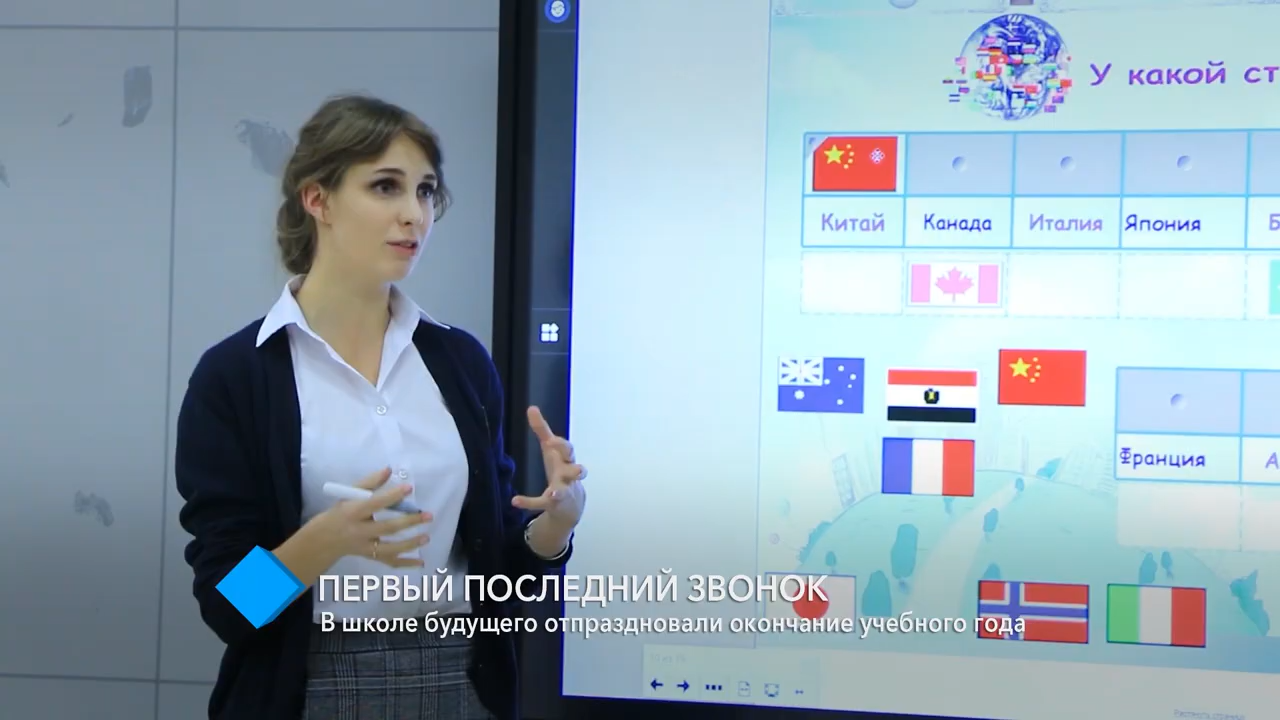 У какой ст
Китай Канада Италия Япония Б
Франция А
ПЕРВЫЙ ПОСЛЕДНИЙ ЗВОНОК
В школе будущего отпраздновали окончание учебного года